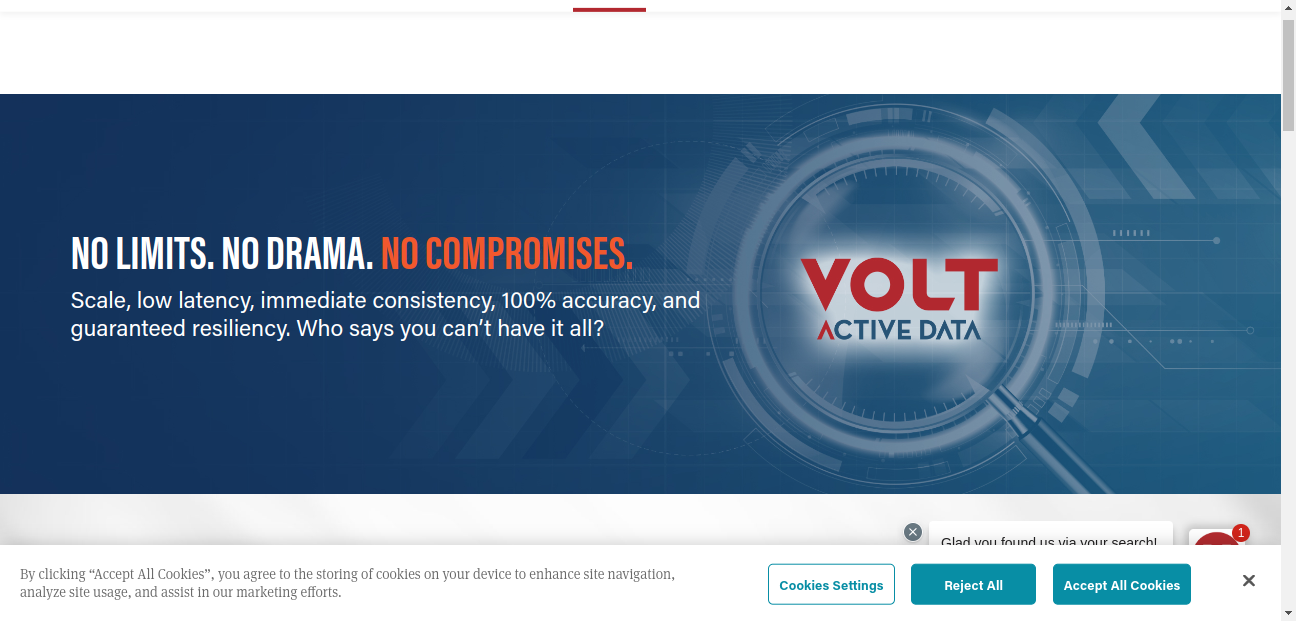 NO LIMITS. NO DRAMA. NO COMPROMISES.
Scale, low latency, immediate consistency, 100% accuracy, and
guaranteed resiliency. Who says you can’t have it all?
VOLT
ACTIVE DATA
Glad you found us via your search!
1
By clicking “Accept All Cookies”, you agree to the storing of cookies on your device to enhance site navigation,
analyze site usage, and assist in our marketing efforts.
Cookies Settings
Reject All
Accept All Cookies